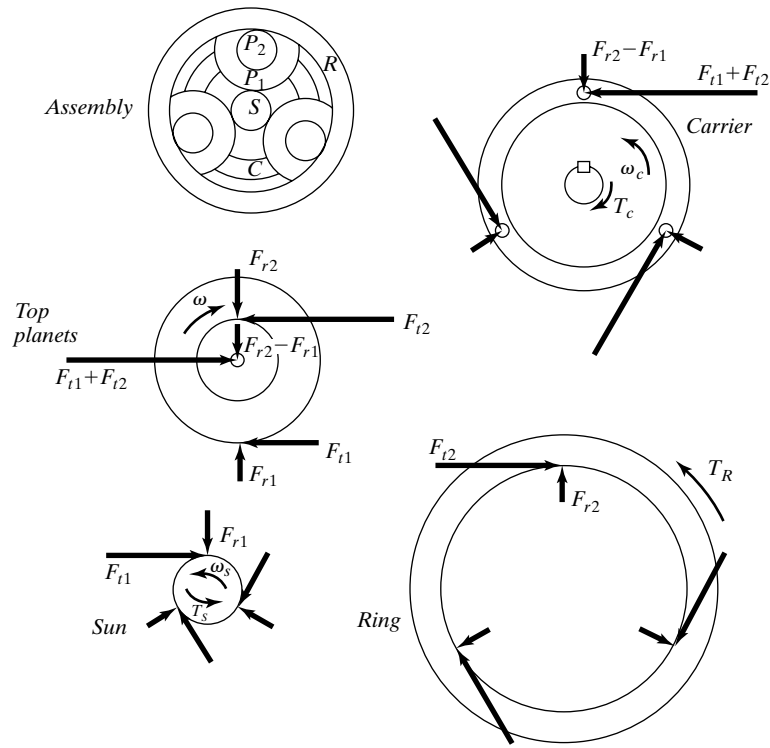 Assembly
P2
P1
R
S
C
Fr2−Fr1
Ft1+Ft2
Carrier
ωc
Tc
Top
planets
Fr2
ω
Ft2
Fr2−Fr1
Ft1+Ft2
Ft1
Fr1
Sun
Fr1
Ft1
ωs
Ts
Ring
Ft2
Fr2
TR